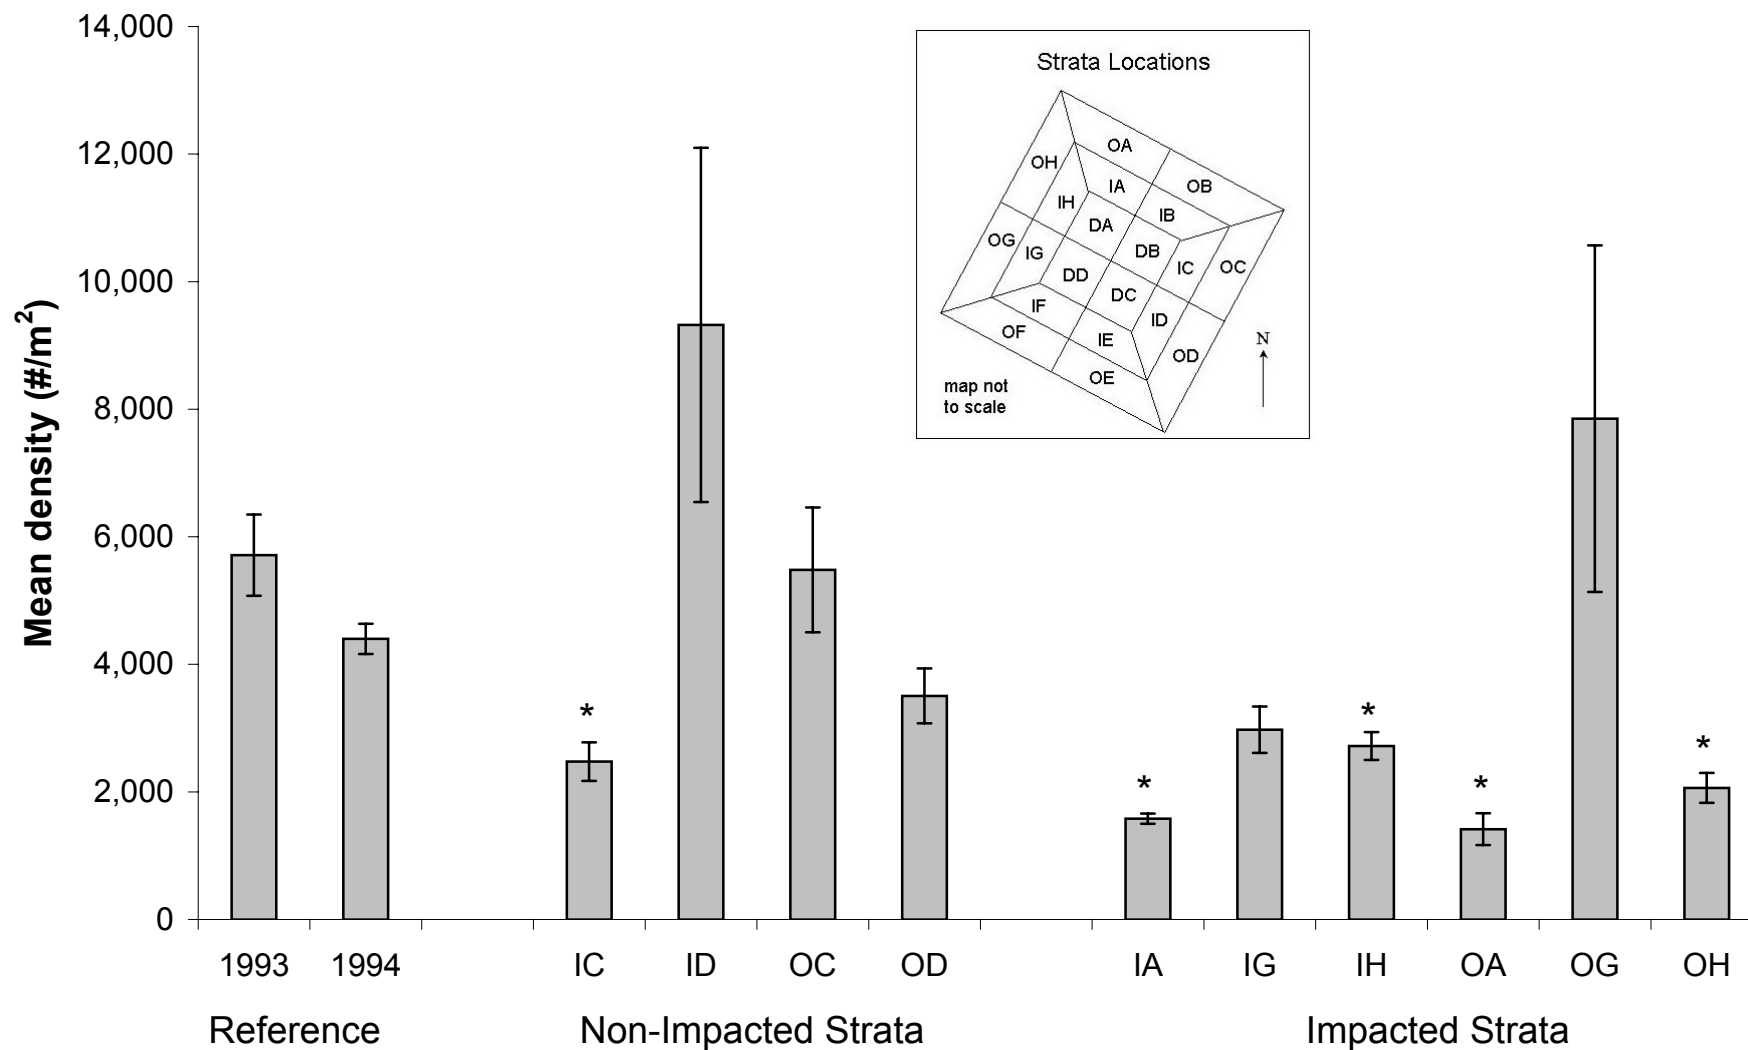 14,000
12,000
10,000
8,000
6,000
4,000
2,000
0
Mean density (#/m²)
Strata Locations
OA
OH
OB
IA
IH
IB
DA
OG
IG
DB
IC
OC
DD
DC
IF
ID
OF
IE
OD
OE
N
map not
to scale
*
*
*
*
*
1993 1994 IC ID OC OD IA IG IH OA OG OH
Reference Non-Impacted Strata Impacted Strata